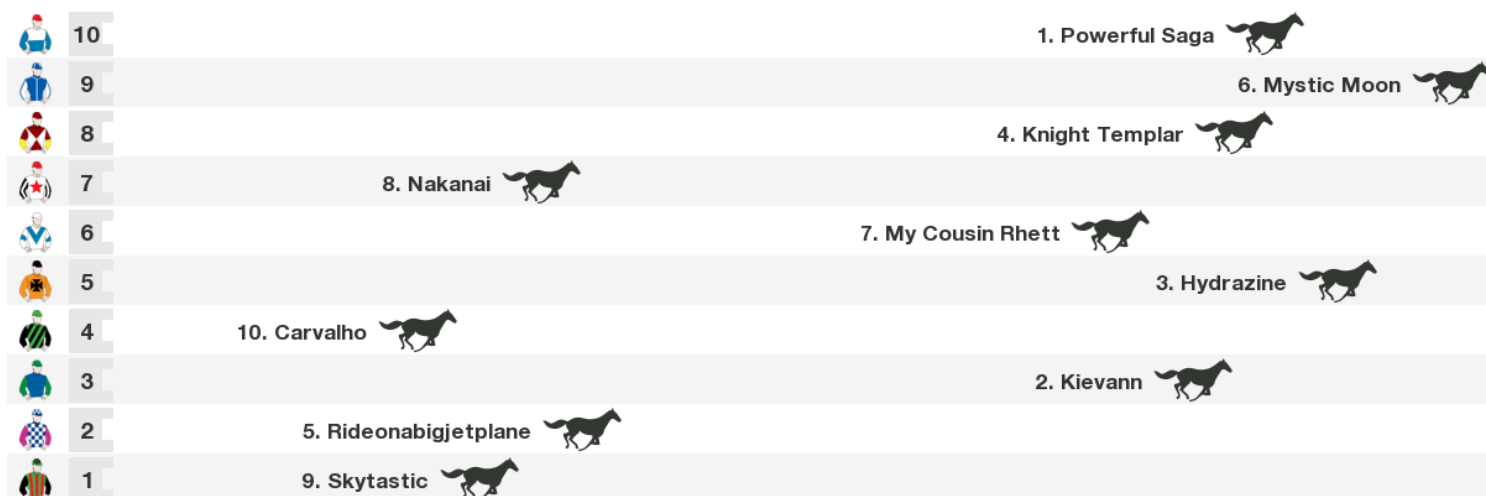 10 1. Powerful Saga
9 6. Mystic Moon
8 4. Knight Templar
7 8. Nakanai
6 7. My Cousin Rhett
5 3. Hydrazine
4 10. Carvalho
3 2. Kievann
2 5. Rideonabigjetplane
1 9. Skytastic